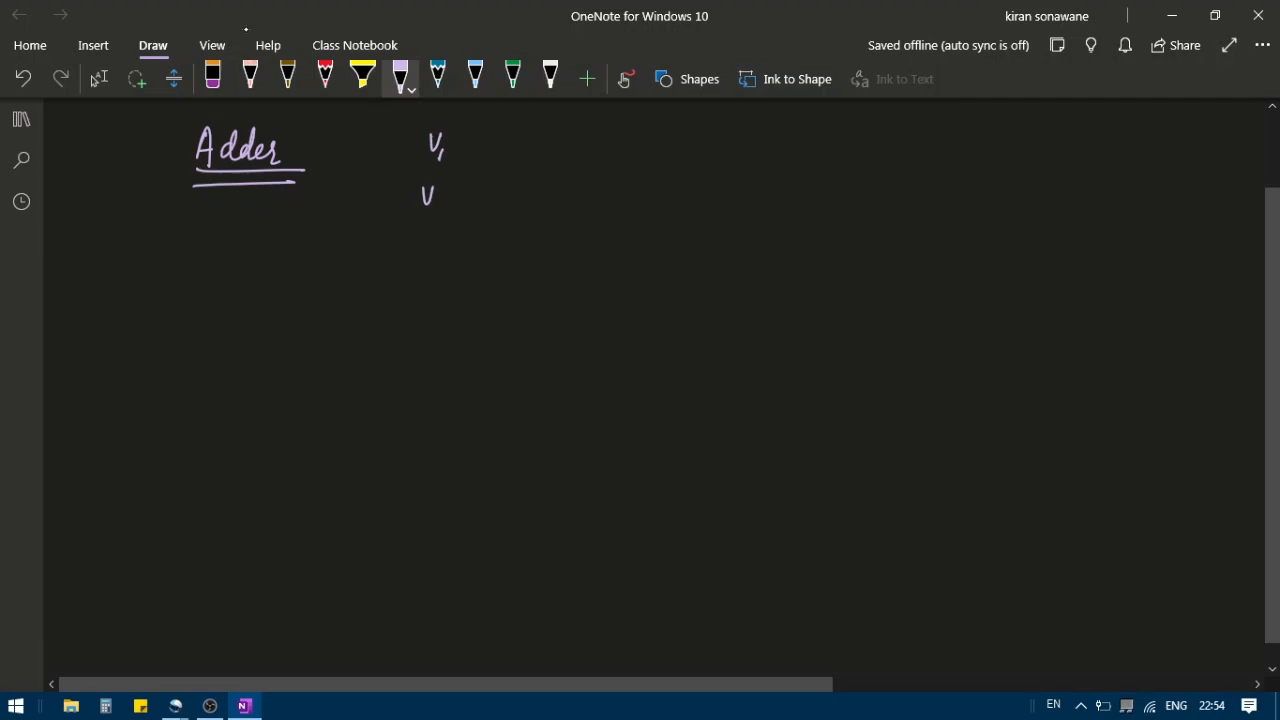 OneNote for Windows 10
kiran sonawane
Home
Insert
Draw
View
Help
Class Notebook
Saved offline (auto sync is off)
Share
Shapes
Ink to Shape
Ink to Text
Adder
V1
V
EN
ENG
22:54